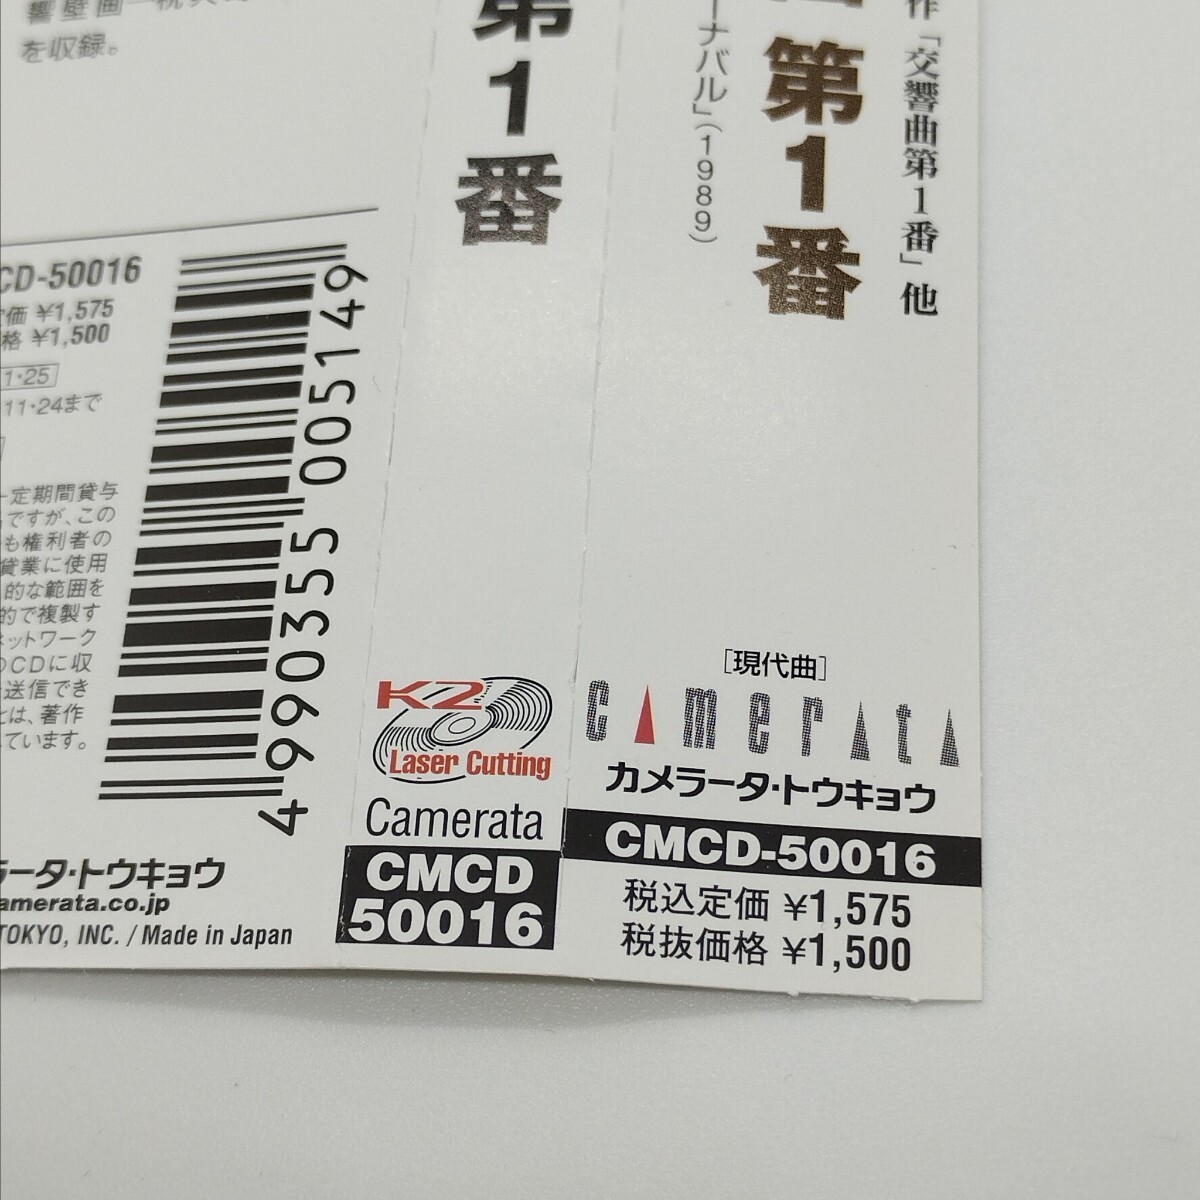 作「交響曲第1番」他
第1番
ーナバル」(1989)
[現代曲]
camerata
カメラータ・トウキョウ
CMCD-50016
税込定価 ¥1,575
税抜価格 ¥1,500
第1番
K2
Laser Cutting
Camerata
CMCD
50016
響壁画
を収録。
CD-50016
定価 ¥1,575
価格 ¥1,500
1・25
11・24まで
4990355005149
一定期間貸与
ですが、この
も権利者の
貸業に使用
的な範囲を
的で複製す
ネットワーク
のCDに収
送信でき
とは、著作
ています。
ラータ・トウキョウ
amerata.co.jp
TOKYO, INC. / Made in Japan